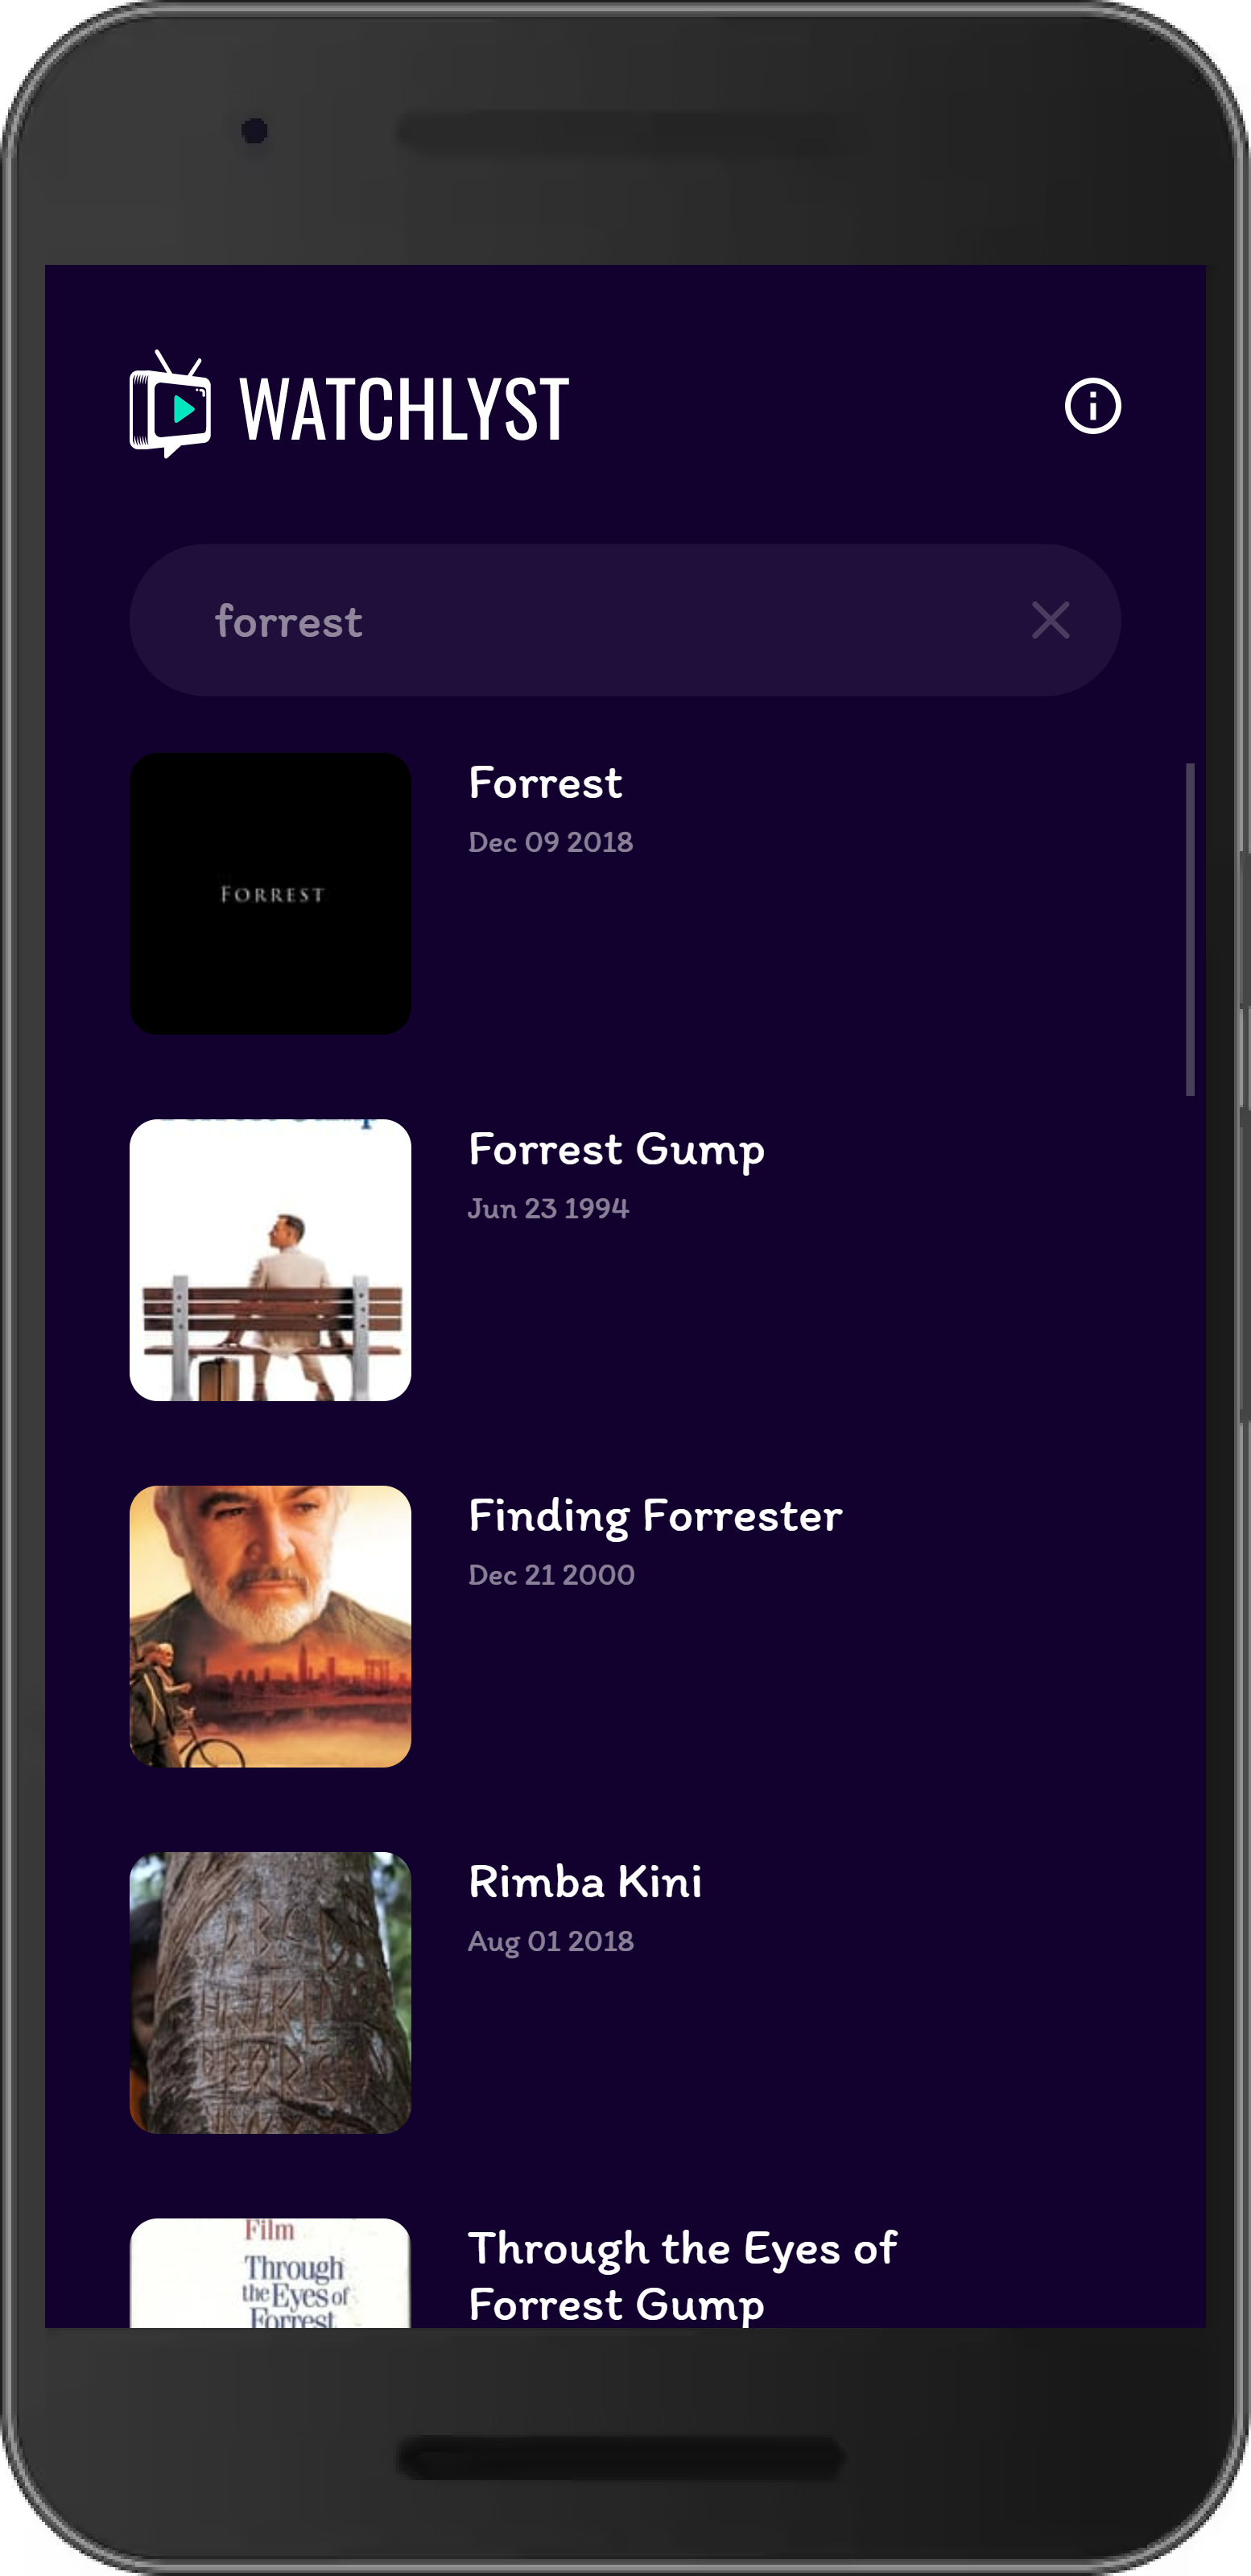 WATCHLYST
forrest
FORREST
Forrest
Dec 09 2018
Forrest Gump
Jun 23 1994
Finding Forrester
Dec 21 2000
Rimba Kini
Aug 01 2018
Film
Through
the Eyes of
Forrest
Through the Eyes of
Forrest Gump